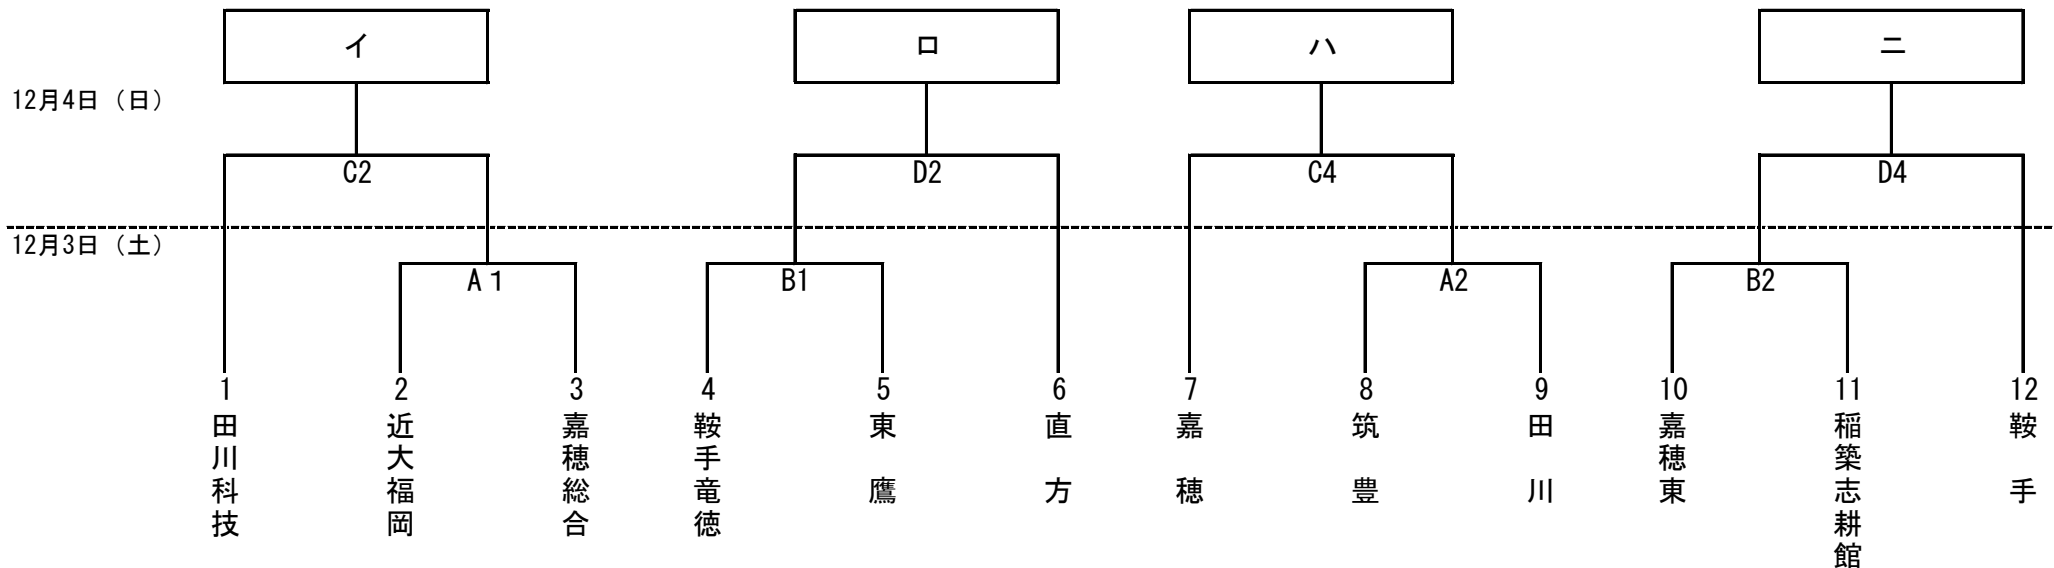 イ
ロ
ハ
ニ
12月4日（日）
C2
D2
C4
D4
12月3日（土）
A１
B1
A2
B2
1
2
3
4
5
6
7
8
9
10
11
12
田川科技
近大福岡
嘉穂総合
鞍手竜徳
東鷹
直方
嘉穂
筑豊
田川
嘉穂東
稲築志耕館
鞍手